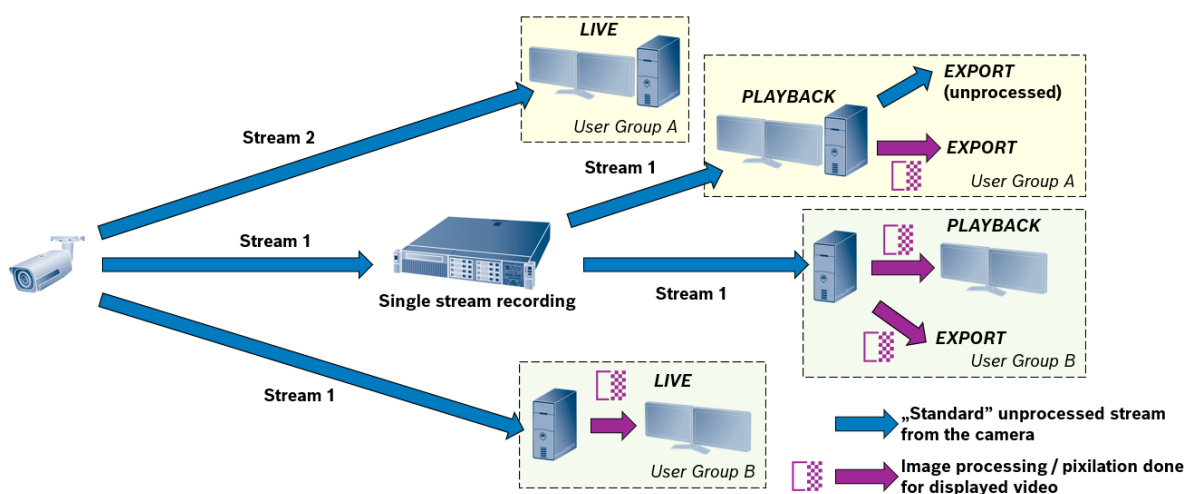 LIVE
User Group A
Stream 2
PLAYBACK
EXPORT
(unprocessed)
EXPORT
User Group A
Stream 1
Stream 1
Single stream recording
Stream 1
PLAYBACK
EXPORT
User Group B
Stream 1
LIVE
User Group B
„Standard” unprocessed stream
from the camera
Image processing / pixilation done
for displayed video